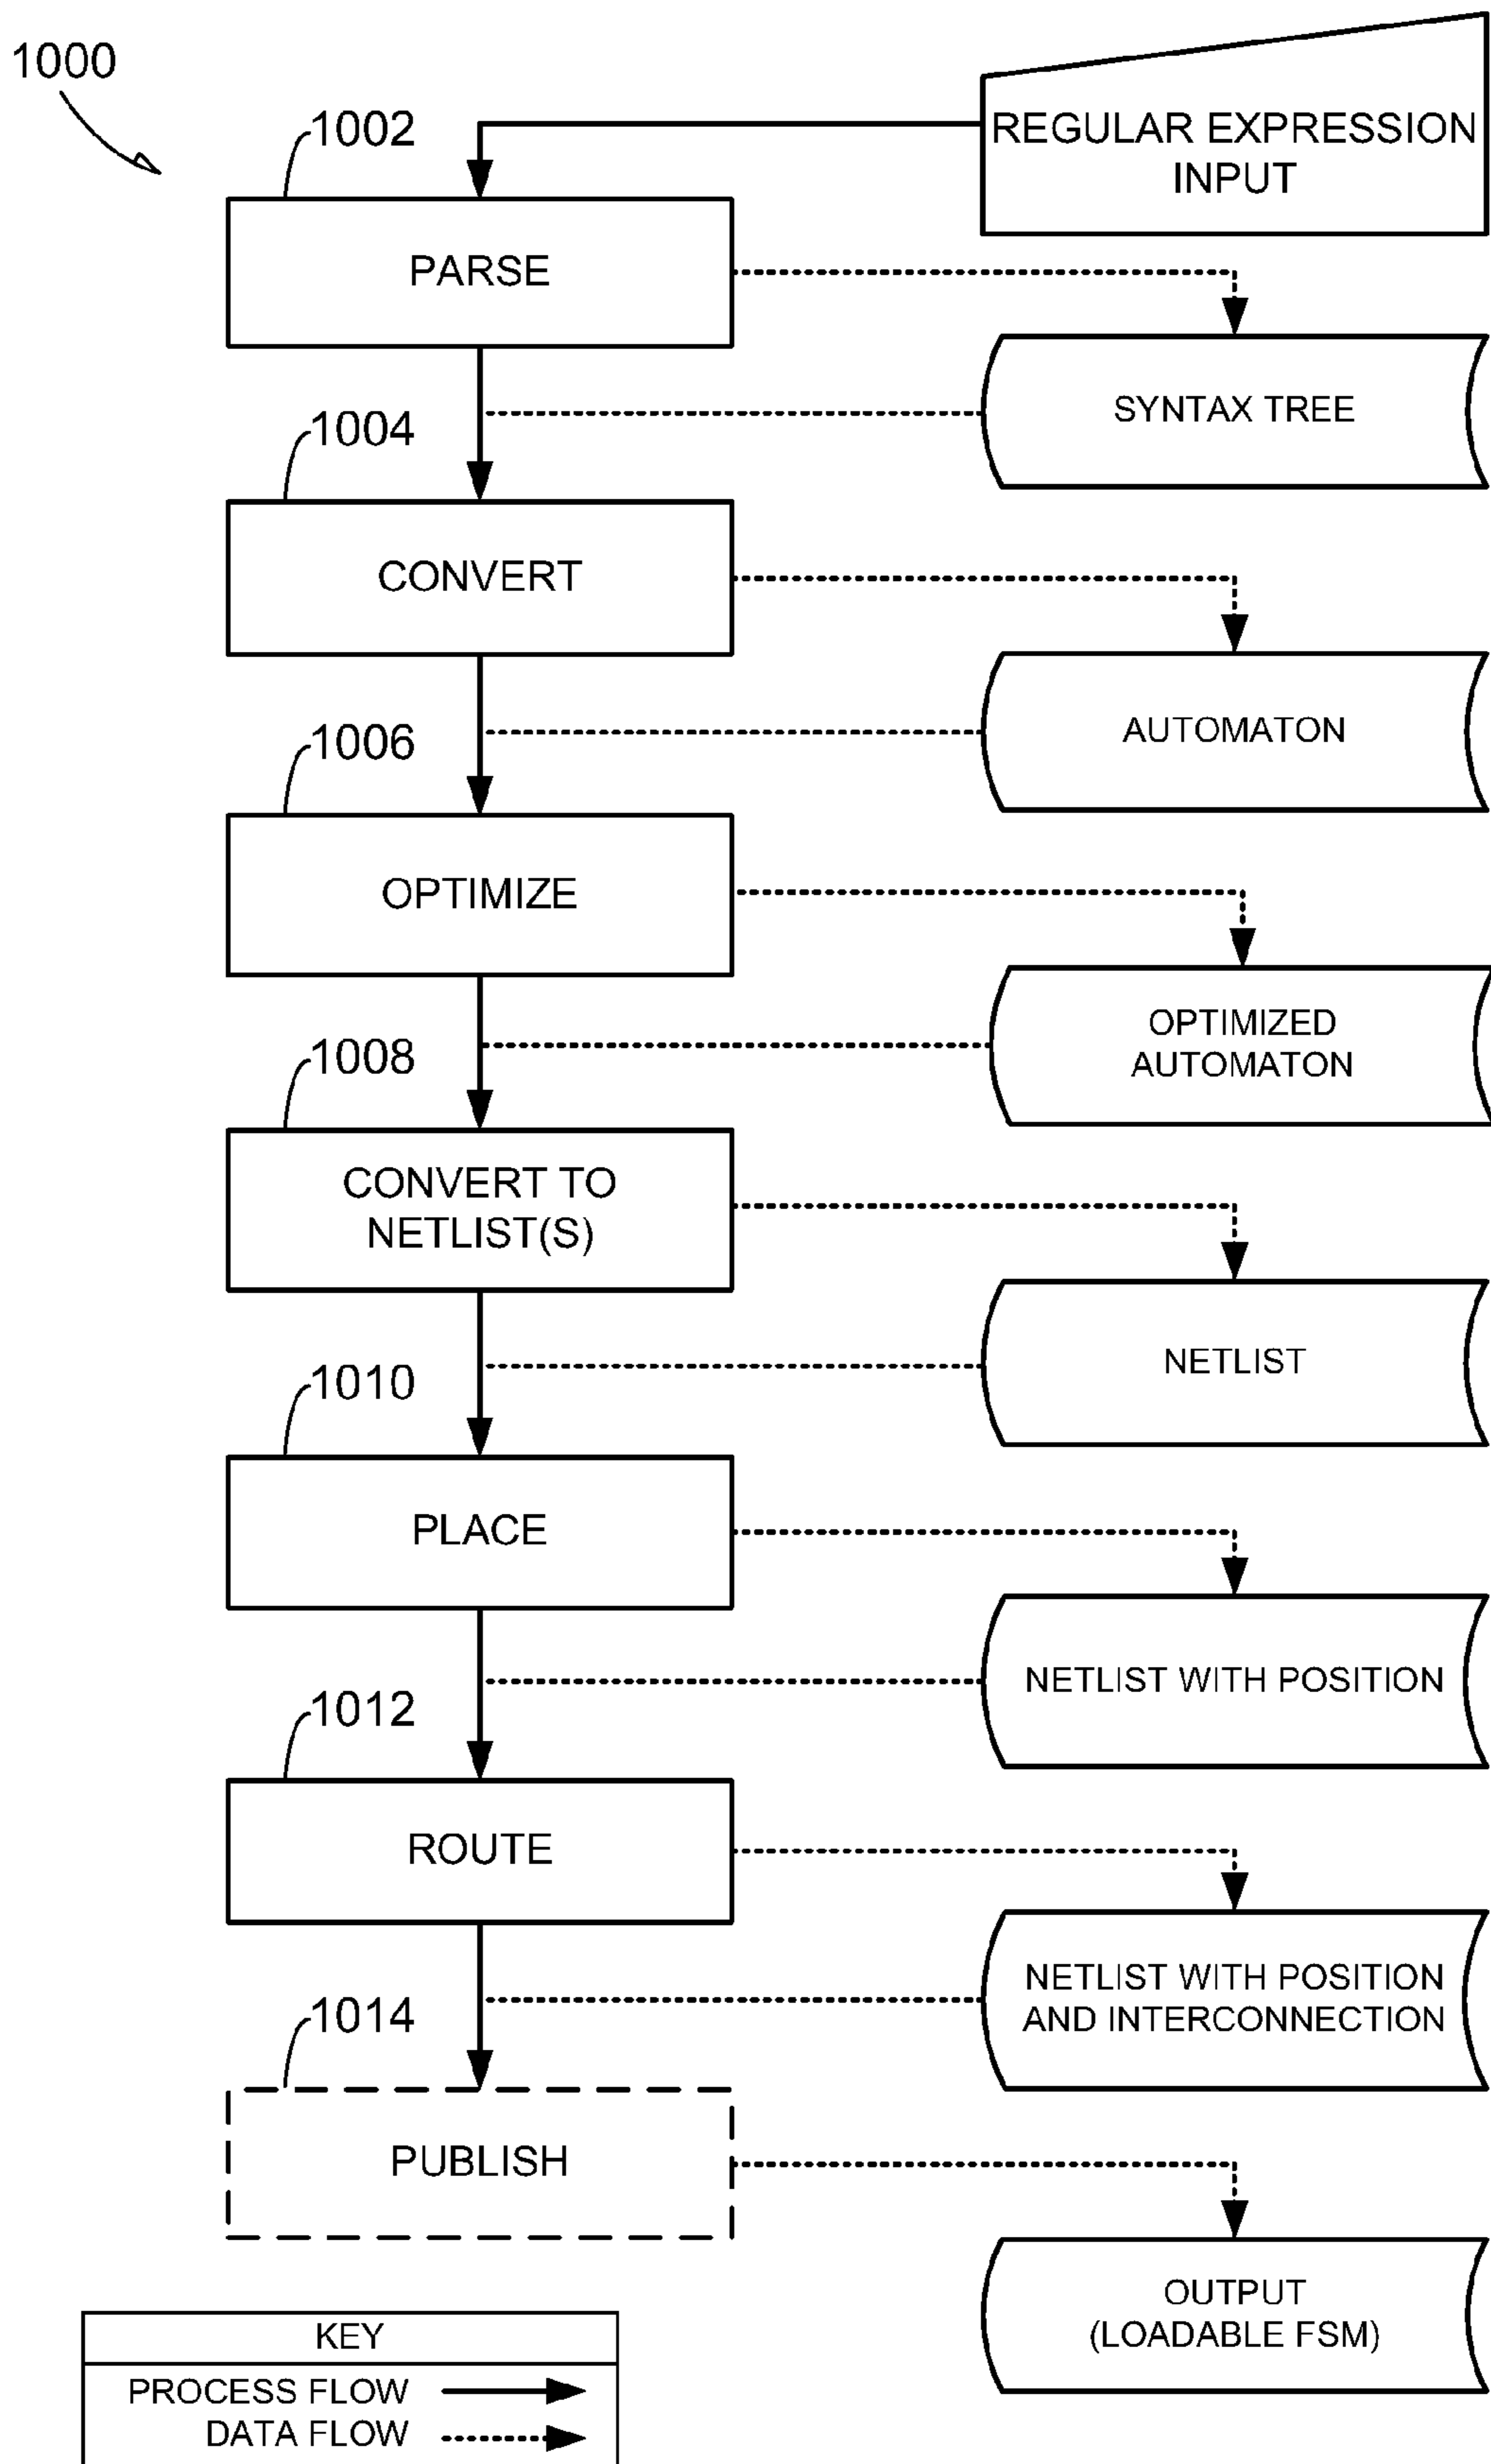 1000
REGULAR EXPRESSION
INPUT
1002
PARSE
SYNTAX TREE
1004
CONVERT
AUTOMATON
1006
OPTIMIZE
OPTIMIZED
AUTOMATON
1008
CONVERT TO
NETLIST(S)
NETLIST
1010
PLACE
NETLIST WITH POSITION
1012
ROUTE
NETLIST WITH POSITION
AND INTERCONNECTION
1014
PUBLISH
OUTPUT
(LOADABLE FSM)
KEY
PROCESS FLOW
DATA FLOW